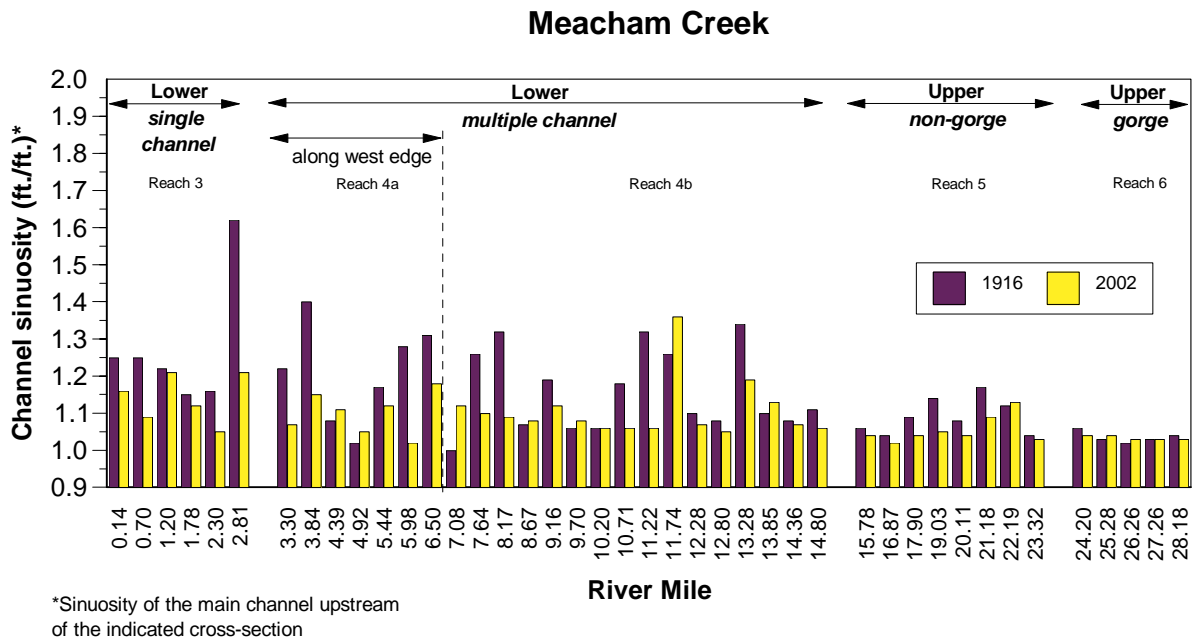 Meacham Creek
Channel sinuosity (ft./ft.)*
2.0
1.9
1.8
1.7
1.6
1.5
1.4
1.3
1.2
1.1
1.0
0.9
Lower
single
channel
Reach 3
Lower
multiple channel
along west edge
Reach 4a
Reach 4b
Upper
non-gorge
Reach 5
Upper
gorge
Reach 6
1916
2002
0.14
0.70
1.20
1.78
2.30
2.81
3.30
3.84
4.39
4.92
5.44
5.98
6.50
7.08
7.64
8.17
8.67
9.16
9.70
10.20
10.71
11.22
11.74
12.28
12.80
13.28
13.85
14.36
14.80
15.78
16.87
17.90
19.03
20.11
21.18
22.19
23.32
24.20
25.28
26.26
27.26
28.18
River Mile
*Sinuosity of the main channel upstream
of the indicated cross-section